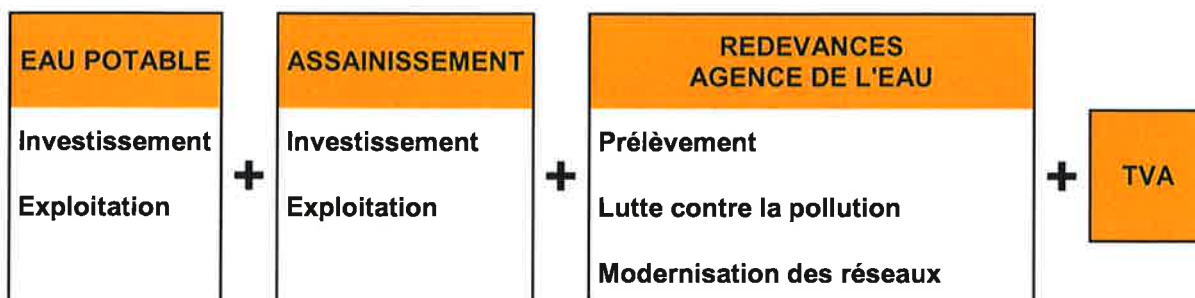 EAU POTABLE
Investissement
Exploitation
+
ASSAINISSEMENT
Investissement
Exploitation
+
REDEVANCES
AGENCE DE L'EAU
Prélèvement
Lutte contre la pollution
Modernisation des réseaux
+
TVA